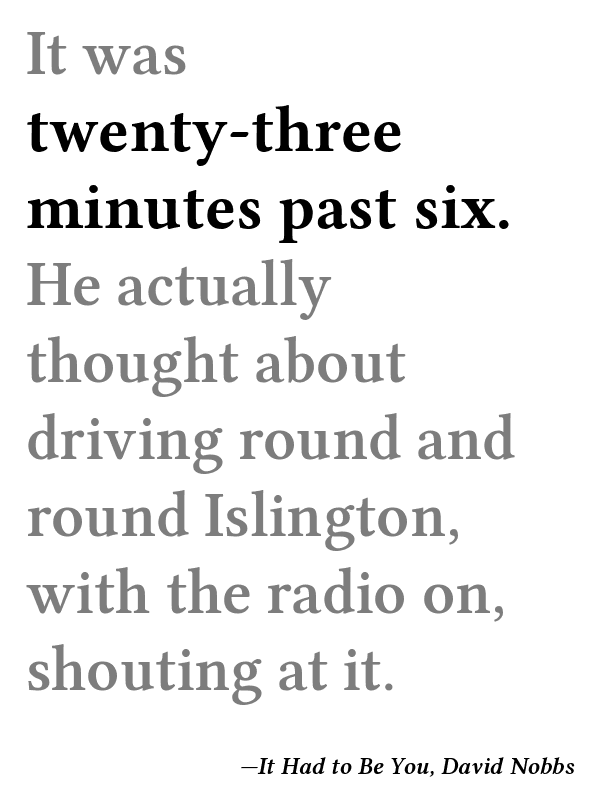 It was
twenty-three
minutes past six.
He actually
thought about
driving round and
round Islington,
with the radio on,
shouting at it.
—It Had to Be You, David Nobbs